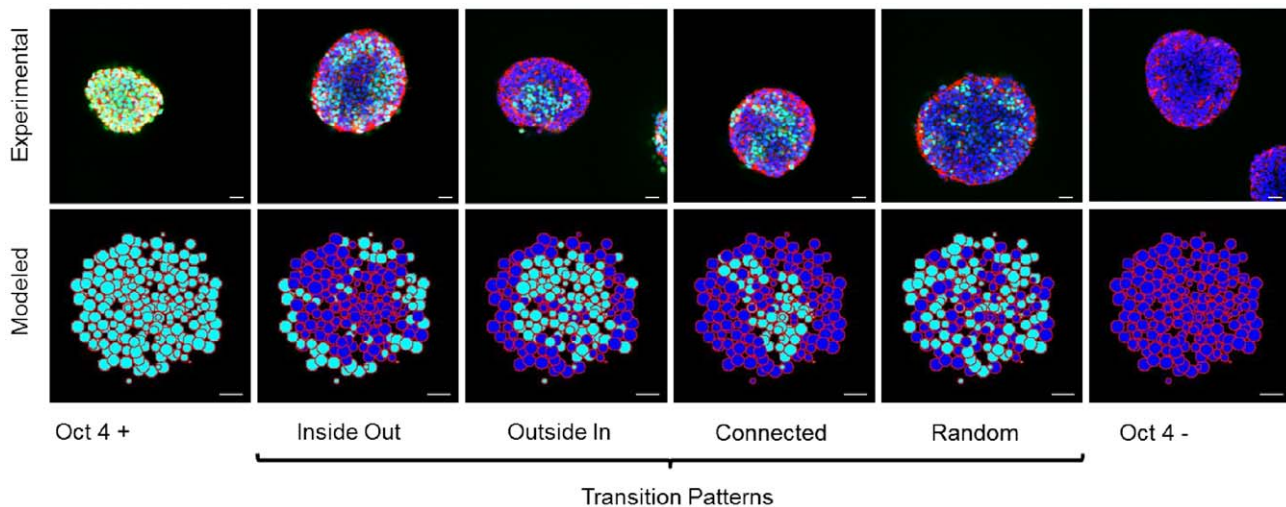 Experimental
Modeled
Oct 4 +
Inside Out
Outside In
Connected
Random
Oct 4 -
Transition Patterns